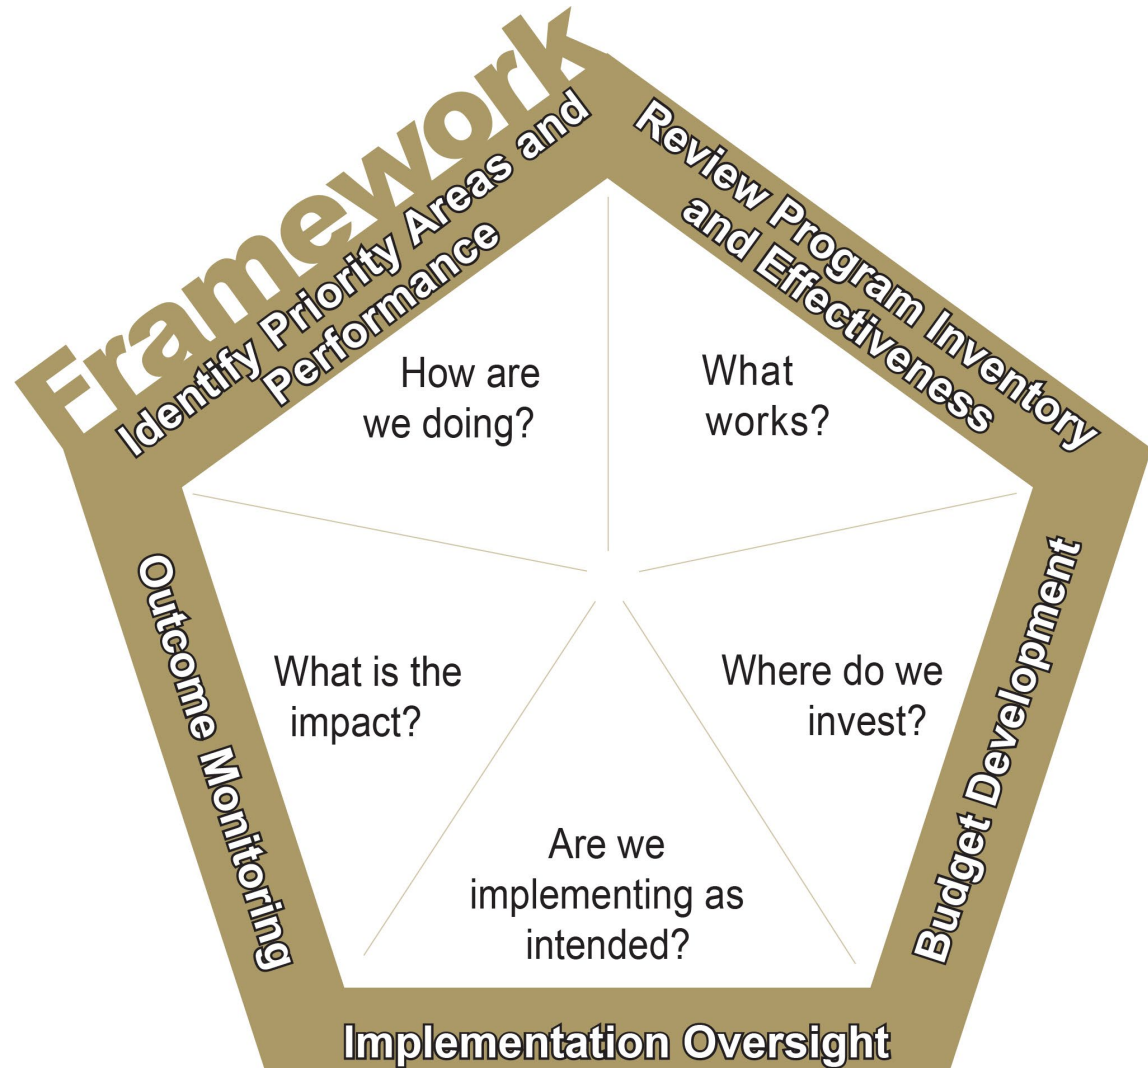 Framework
Identify Priority Areas and
Performance
Review Program Inventory
and Effectiveness
How are
we doing?
What
works?
Outcome Monitoring
What is the
impact?
Where do we
invest?
Budget Development
Are we
implementing as
intended?
Implementation Oversight